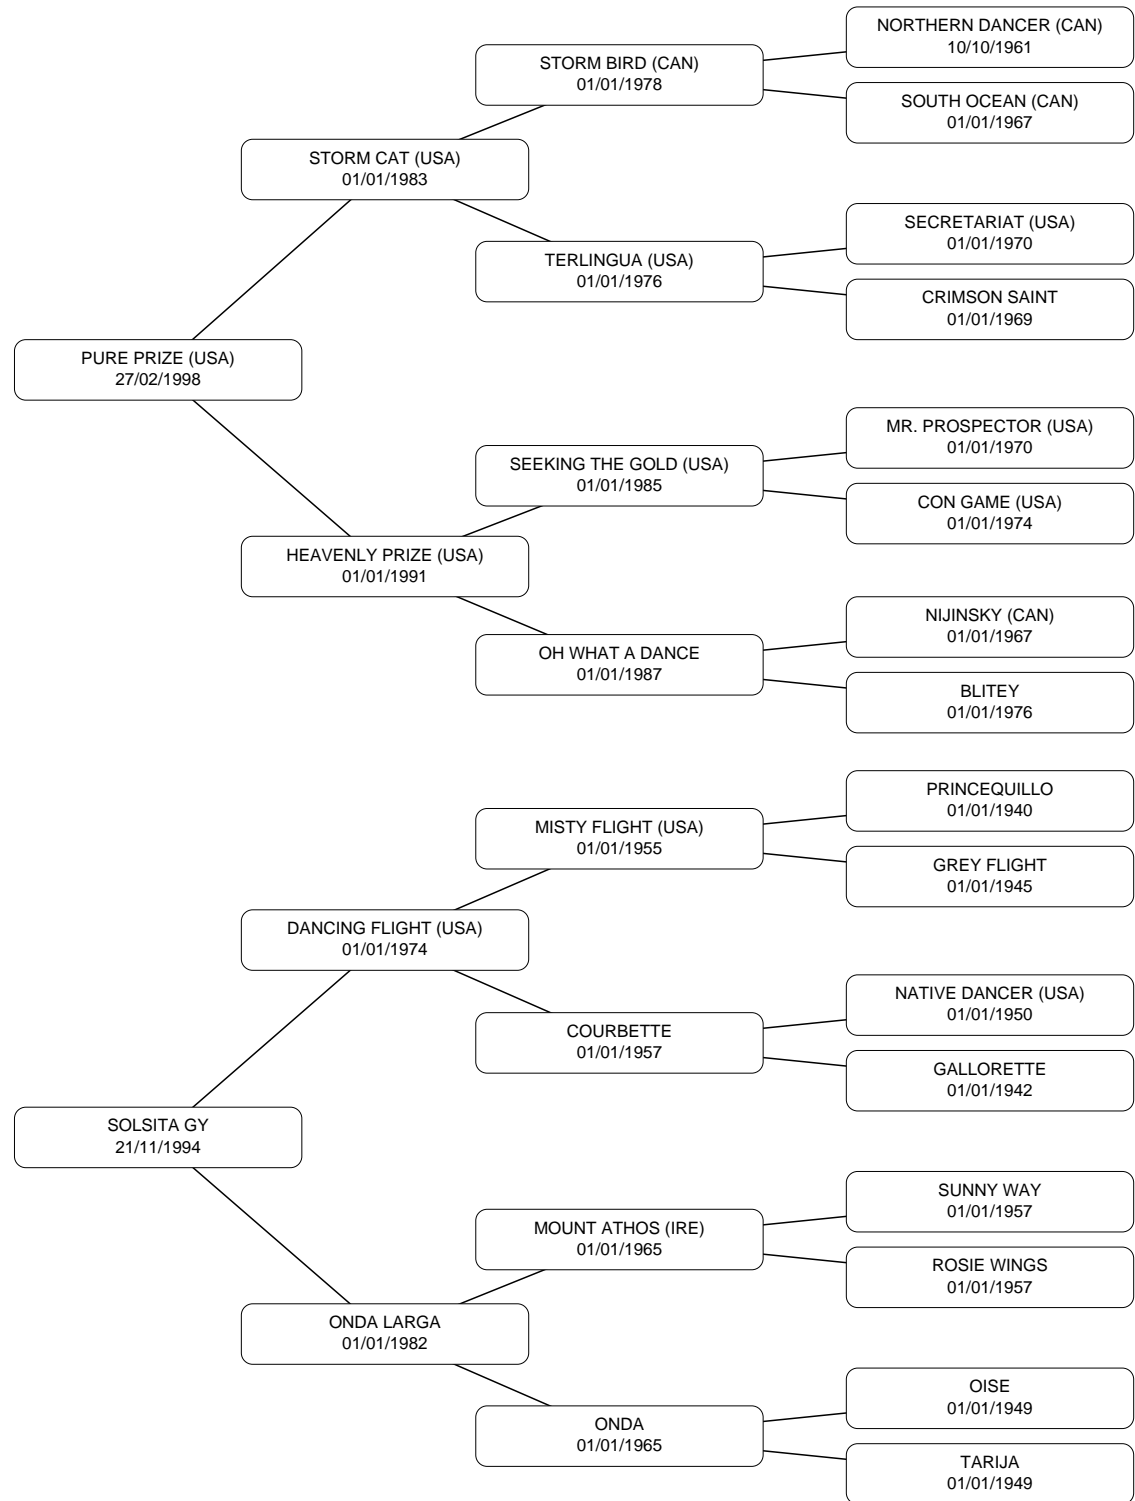 NORTHERN DANCER (CAN)
10/10/1961
STORM BIRD (CAN)
01/01/1978
SOUTH OCEAN (CAN)
01/01/1967
STORM CAT (USA)
01/01/1983
SECRETARIAT (USA)
01/01/1970
TERLINGUA (USA)
01/01/1976
CRIMSON SAINT
01/01/1969
PURE PRIZE (USA)
27/02/1998
MR. PROSPECTOR (USA)
01/01/1970
SEEKING THE GOLD (USA)
01/01/1985
CON GAME (USA)
01/01/1974
HEAVENLY PRIZE (USA)
01/01/1991
NIJINSKY (CAN)
01/01/1967
OH WHAT A DANCE
01/01/1987
BLITEY
01/01/1976
PRINCEQUILLO
01/01/1940
MISTY FLIGHT (USA)
01/01/1955
GREY FLIGHT
01/01/1945
DANCING FLIGHT (USA)
01/01/1974
NATIVE DANCER (USA)
01/01/1950
COURBETTE
01/01/1957
GALLORETTE
01/01/1942
SOLSITA GY
21/11/1994
SUNNY WAY
01/01/1957
MOUNT ATHOS (IRE)
01/01/1965
ROSIE WINGS
01/01/1957
ONDA LARGA
01/01/1982
OISE
01/01/1949
ONDA
01/01/1965
TARIJA
01/01/1949